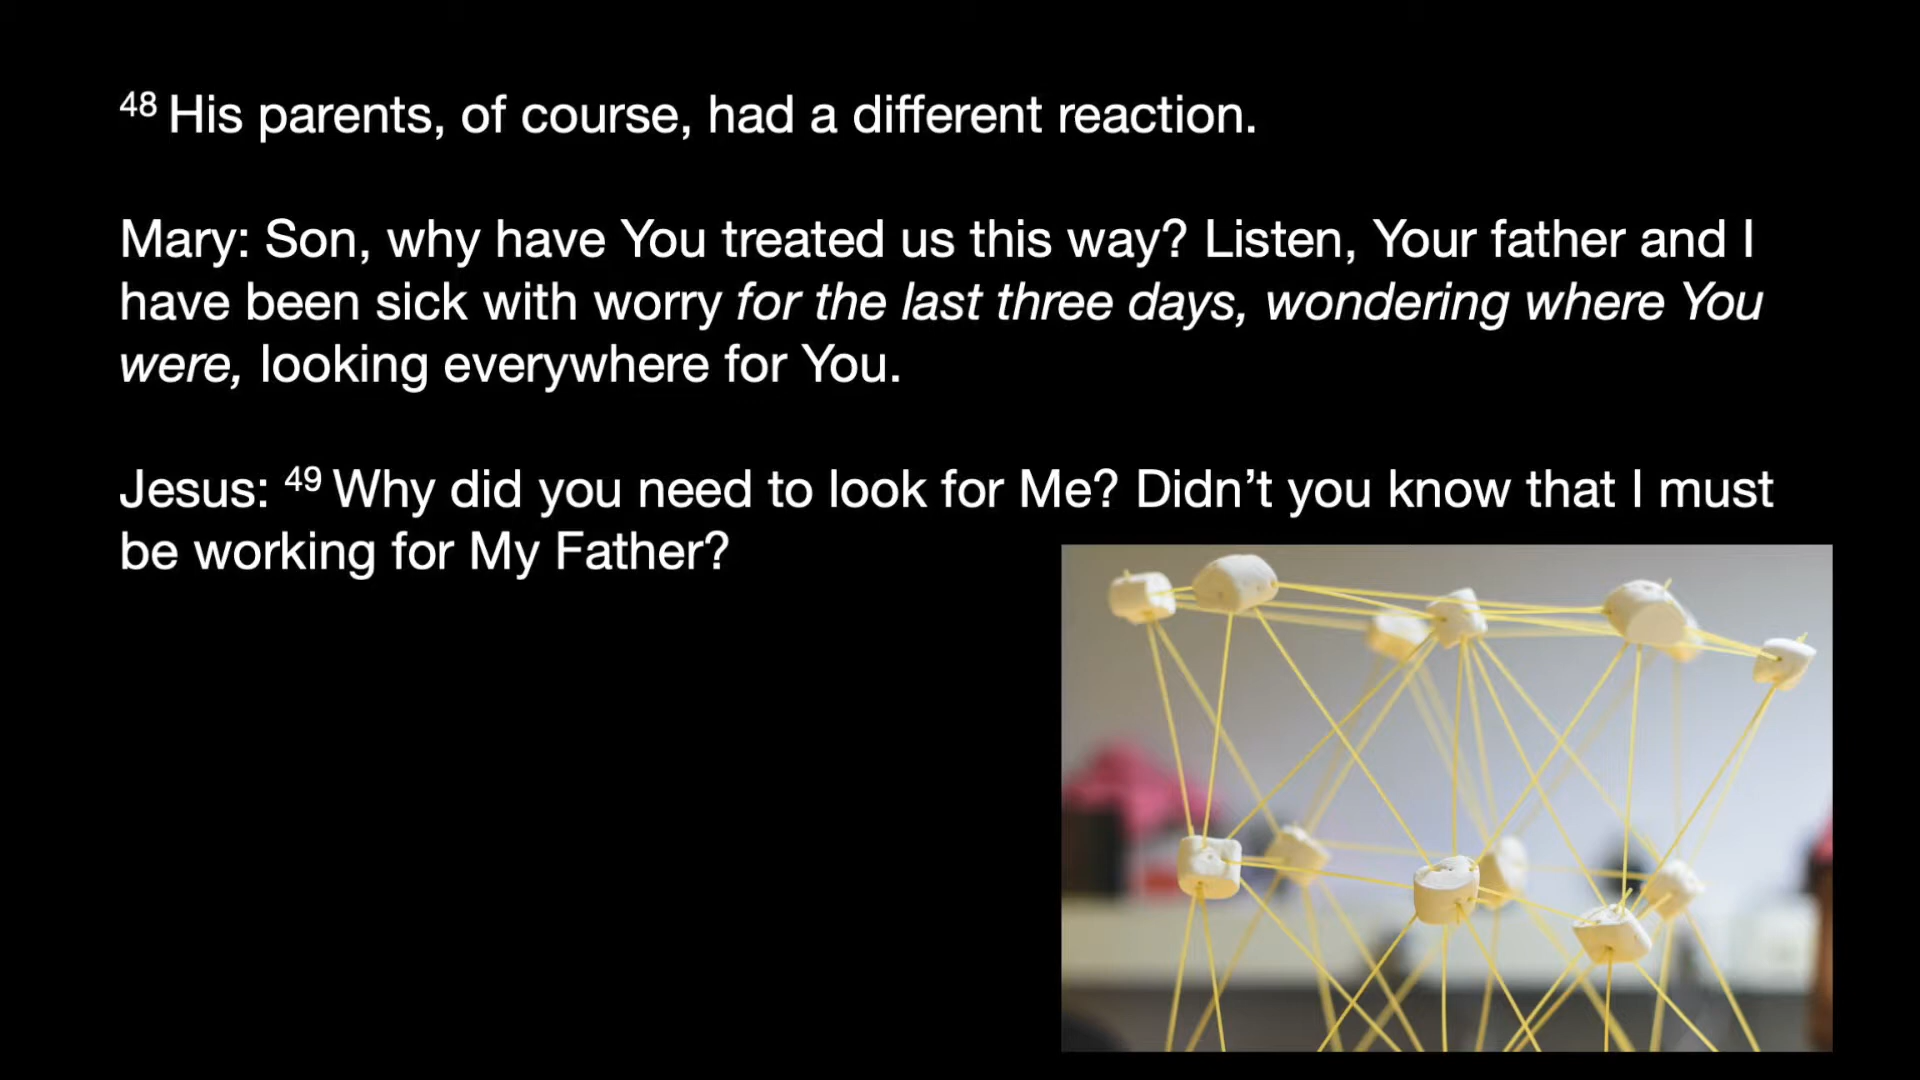 48 His parents, of course, had a different reaction.
Mary: Son, why have You treated us this way? Listen, Your father and I
have been sick with worry for the last three days, wondering where You
were, looking everywhere for You.
Jesus: 49 Why did you need to look for Me? Didn’t you know that I must
be working for My Father?